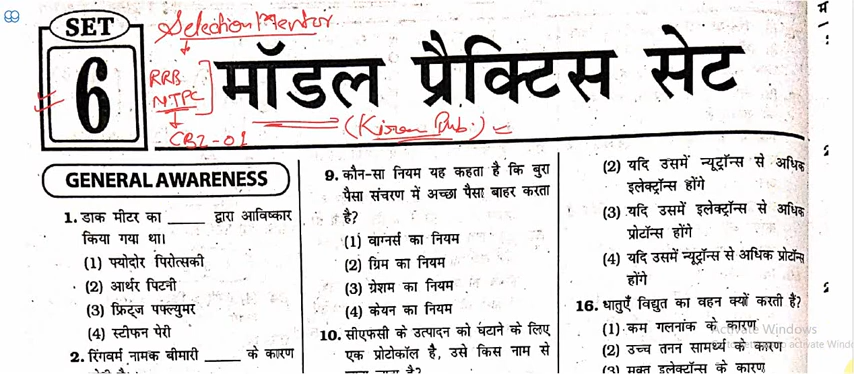 SET
6
Selection Mentor
RRB
NTPC
CBT-01
मॉडल प्रैक्टिस सेट
(Kiran Pub.)
GENERAL AWARENESS
1. डाक मीटर का ____ द्वारा आविष्कार
किया गया था।
(1) फ्योदोर पिरोत्सकी
(2) आर्थर पिटनी
(3) फ्रिट्ज पफ्ल्युमर
(4) स्टीफन पेरी
2. रिंगवर्म नामक बीमारी ____ के कारण
9. कौन-सा नियम यह कहता है कि बुरा
पैसा संचरण में अच्छा पैसा बाहर करता
है?
(1) वाग्नर्स का नियम
(2) ग्रिम का नियम
(3) ग्रेशम का नियम
(4) केयन का नियम
10. सीएफसी के उत्पादन को घटाने के लिए
एक प्रोटोकॉल है, उसे किस नाम से
(2) यदि उसमें न्यूट्रॉन्स से अधिक
इलेक्ट्रॉन्स होंगे
(3) यदि उसमें इलेक्ट्रॉन्स से अधिक
प्रोटॉन्स होंगे
(4) यदि उसमें न्यूट्रॉन्स से अधिक प्रोटॉन्स
होंगे
16. धातुएँ विद्युत का वहन क्यों करती हैं?
(1) कम गलनांक के कारण
(2) उच्च तनन सामर्थ्य के कारण
(3) मुक्त इलेक्टॉन्स के कारण
Activate Windows